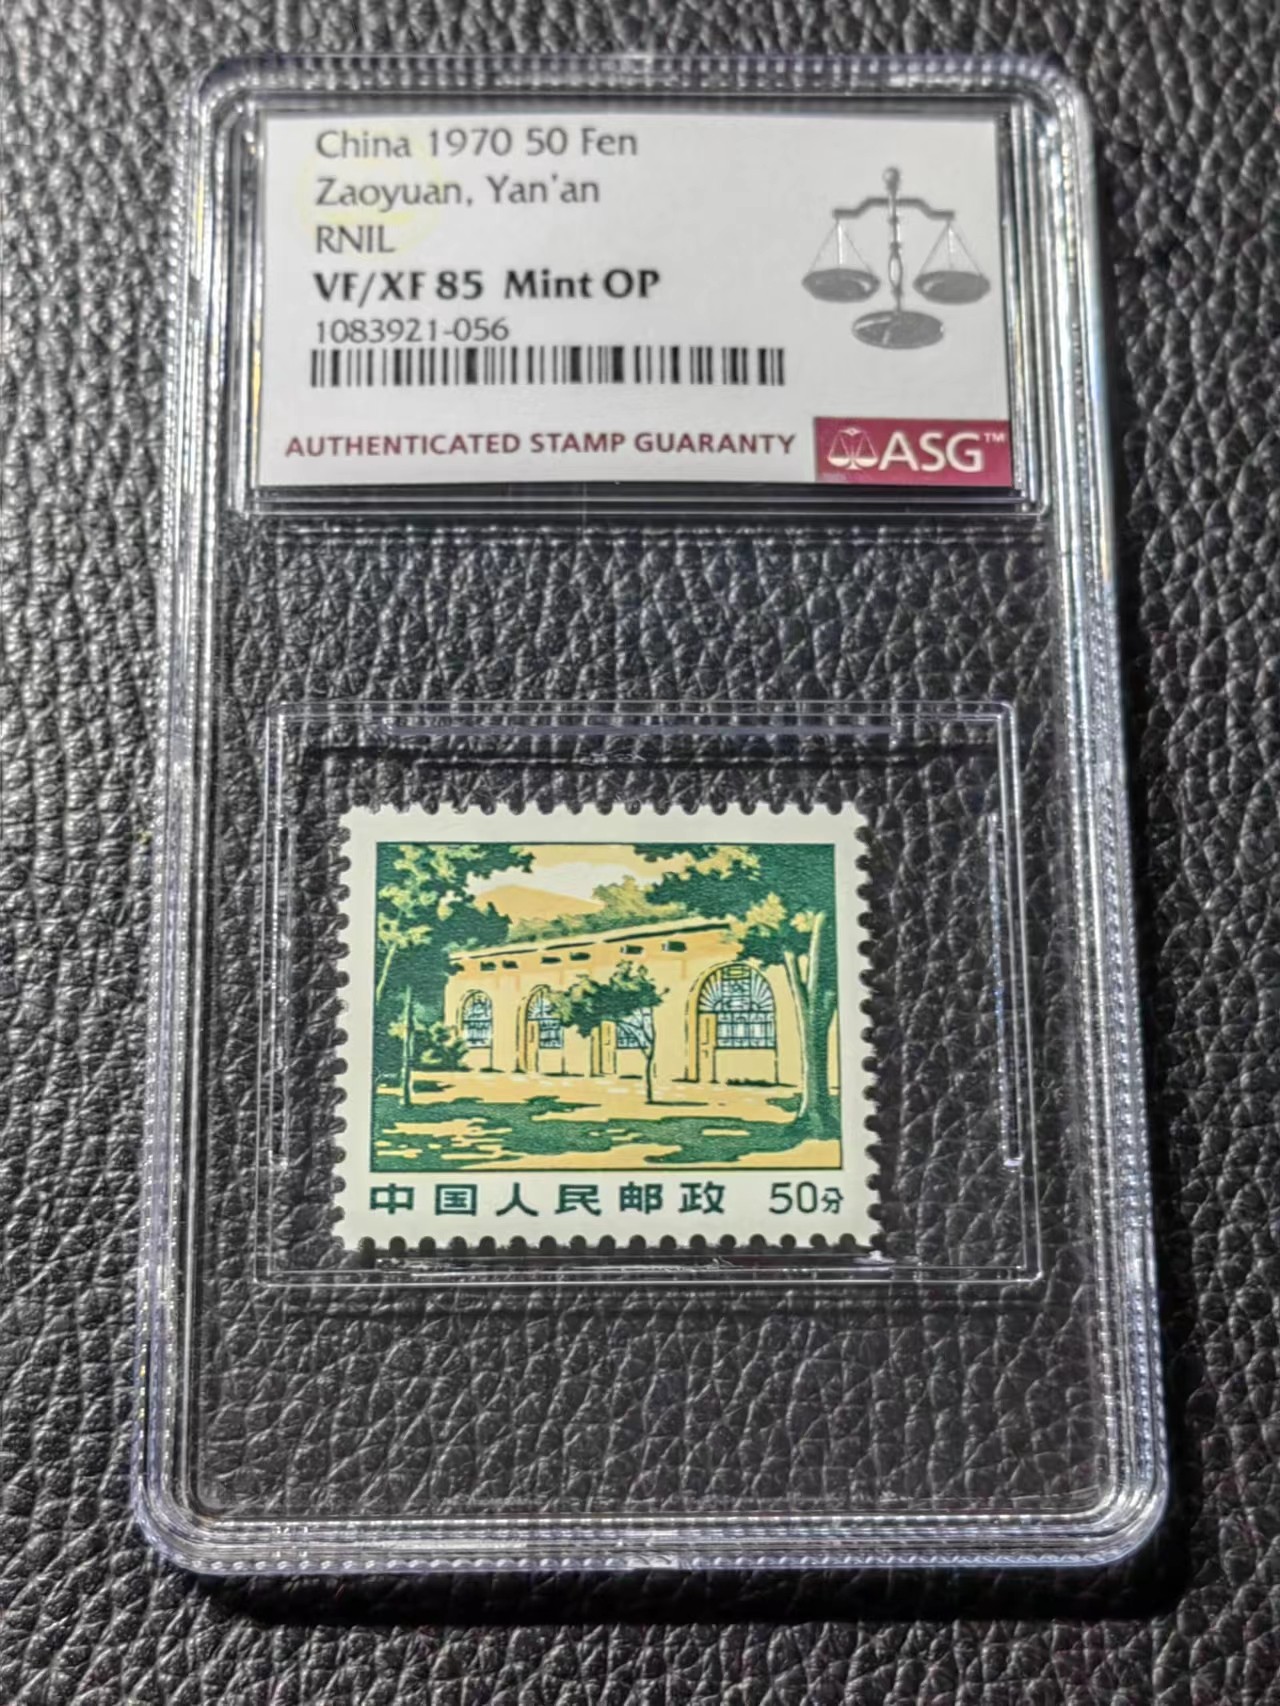 China 1970 50 Fen
Zaoyuan, Yan'an
RNIL
VF/XF 85 Mint OP
1083921-056
AUTHENTICATED STAMP GUARANTY
ASG™
中国人民邮政 50分